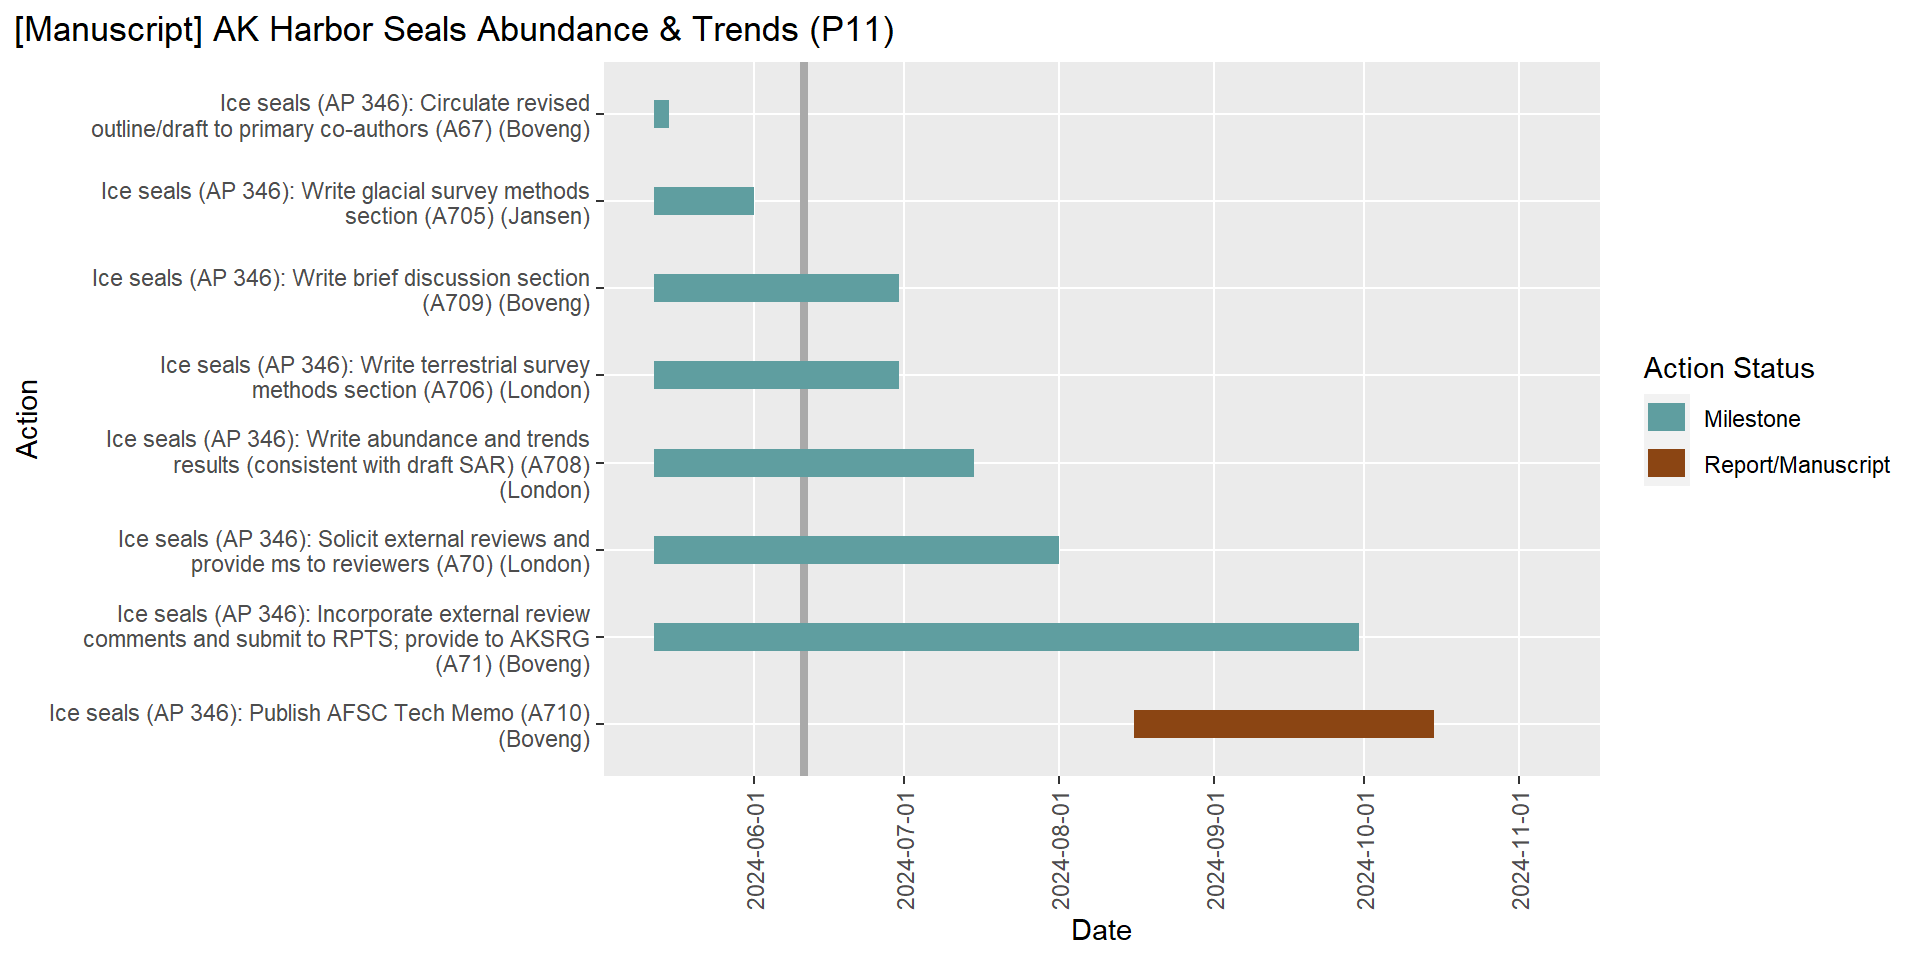 [Manuscript] AK Harbor Seals Abundance & Trends (P11)
Ice seals (AP 346): Circulate revised
outline/draft to primary co-authors (A67) (Boveng)
Ice seals (AP 346): Write glacial survey methods
section (A705) (Jansen)
Ice seals (AP 346): Write brief discussion section
(A709) (Boveng)
Ice seals (AP 346): Write terrestrial survey
methods section (A706) (London)
Ice seals (AP 346): Write abundance and trends
results (consistent with draft SAR) (A708)
(London)
Ice seals (AP 346): Solicit external reviews and
provide ms to reviewers (A70) (London)
Ice seals (AP 346): Incorporate external review
comments and submit to RPTS; provide to AKSRG
(A71) (Boveng)
Ice seals (AP 346): Publish AFSC Tech Memo (A710)
(Boveng)
Action
2024-06-01
2024-07-01
2024-08-01
2024-09-01
2024-10-01
2024-11-01
Date
Action Status
Milestone
Report/Manuscript